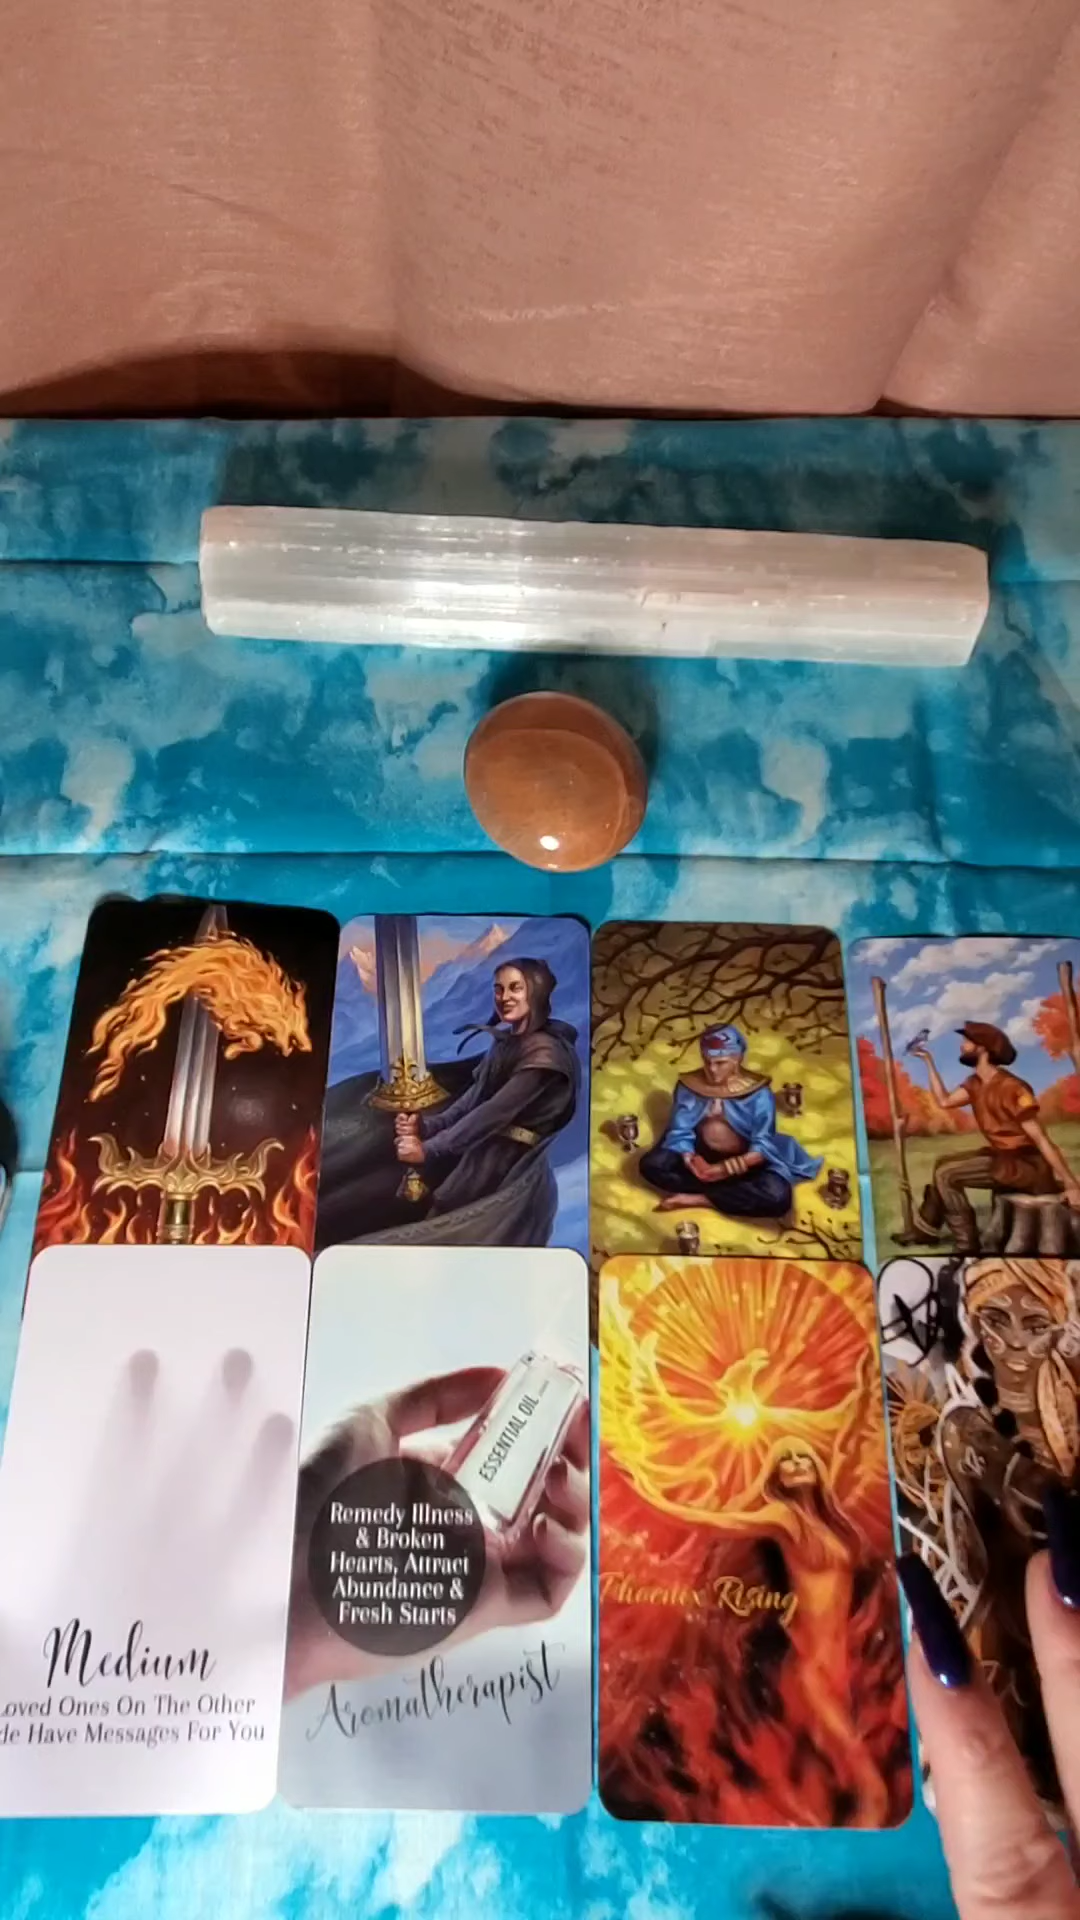 ESSENTIAL OIL
Remedy Illness
& Broken
Hearts, Attract
Abundance &
Fresh Starts
Aromatherapist
Medium
Loved Ones On The Other
de Have Messages For You
Phoenix Rising